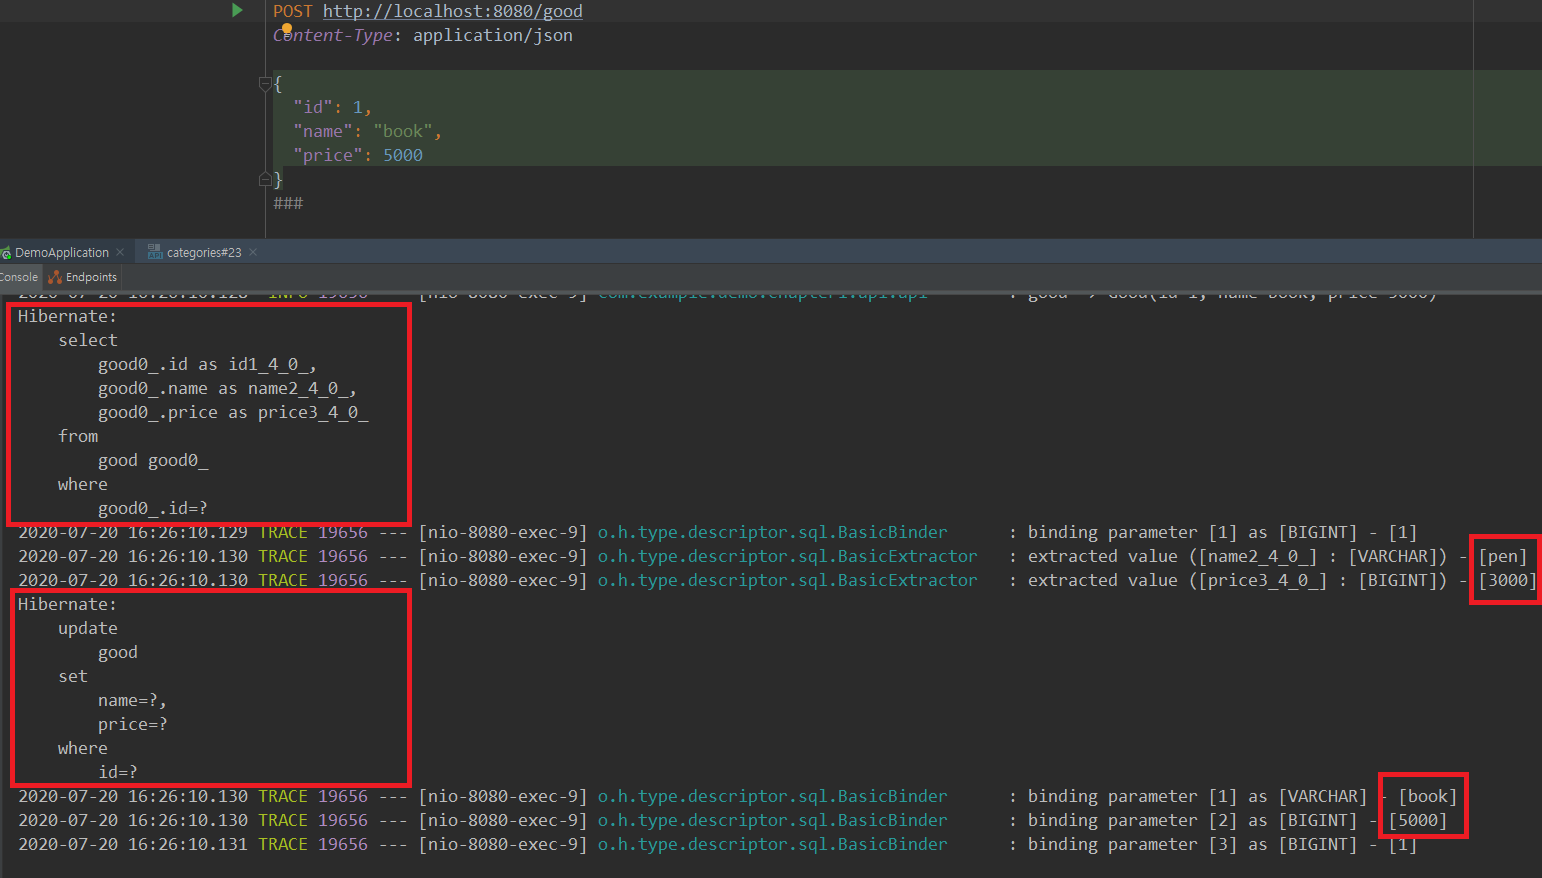 POST http://localhost:8080/good
Content-Type: application/json
{
"id": 1,
"name": "book",
"price": 5000
}
###
DemoApplication
categories#23
Console
Endpoints
Hibernate:
select
good0_.id as id1_4_0_,
good0_.name as name2_4_0_,
good0_.price as price3_4_0_
from
good good0_
where
good0_.id=?
2020-07-20 16:26:10.129 TRACE 19656 --- [nio-8080-exec-9] o.h.type.descriptor.sql.BasicBinder : binding parameter [1] as [BIGINT] - [1]
2020-07-20 16:26:10.130 TRACE 19656 --- [nio-8080-exec-9] o.h.type.descriptor.sql.BasicExtractor : extracted value ([name2_4_0_] : [VARCHAR]) - [pen]
2020-07-20 16:26:10.130 TRACE 19656 --- [nio-8080-exec-9] o.h.type.descriptor.sql.BasicExtractor : extracted value ([price3_4_0_] : [BIGINT]) - [3000]
Hibernate:
update
good
set
name=?,
price=?
where
id=?
2020-07-20 16:26:10.130 TRACE 19656 --- [nio-8080-exec-9] o.h.type.descriptor.sql.BasicBinder : binding parameter [1] as [VARCHAR] - [book]
2020-07-20 16:26:10.130 TRACE 19656 --- [nio-8080-exec-9] o.h.type.descriptor.sql.BasicBinder : binding parameter [2] as [BIGINT] - [5000]
2020-07-20 16:26:10.131 TRACE 19656 --- [nio-8080-exec-9] o.h.type.descriptor.sql.BasicBinder : binding parameter [3] as [BIGINT] - [1]